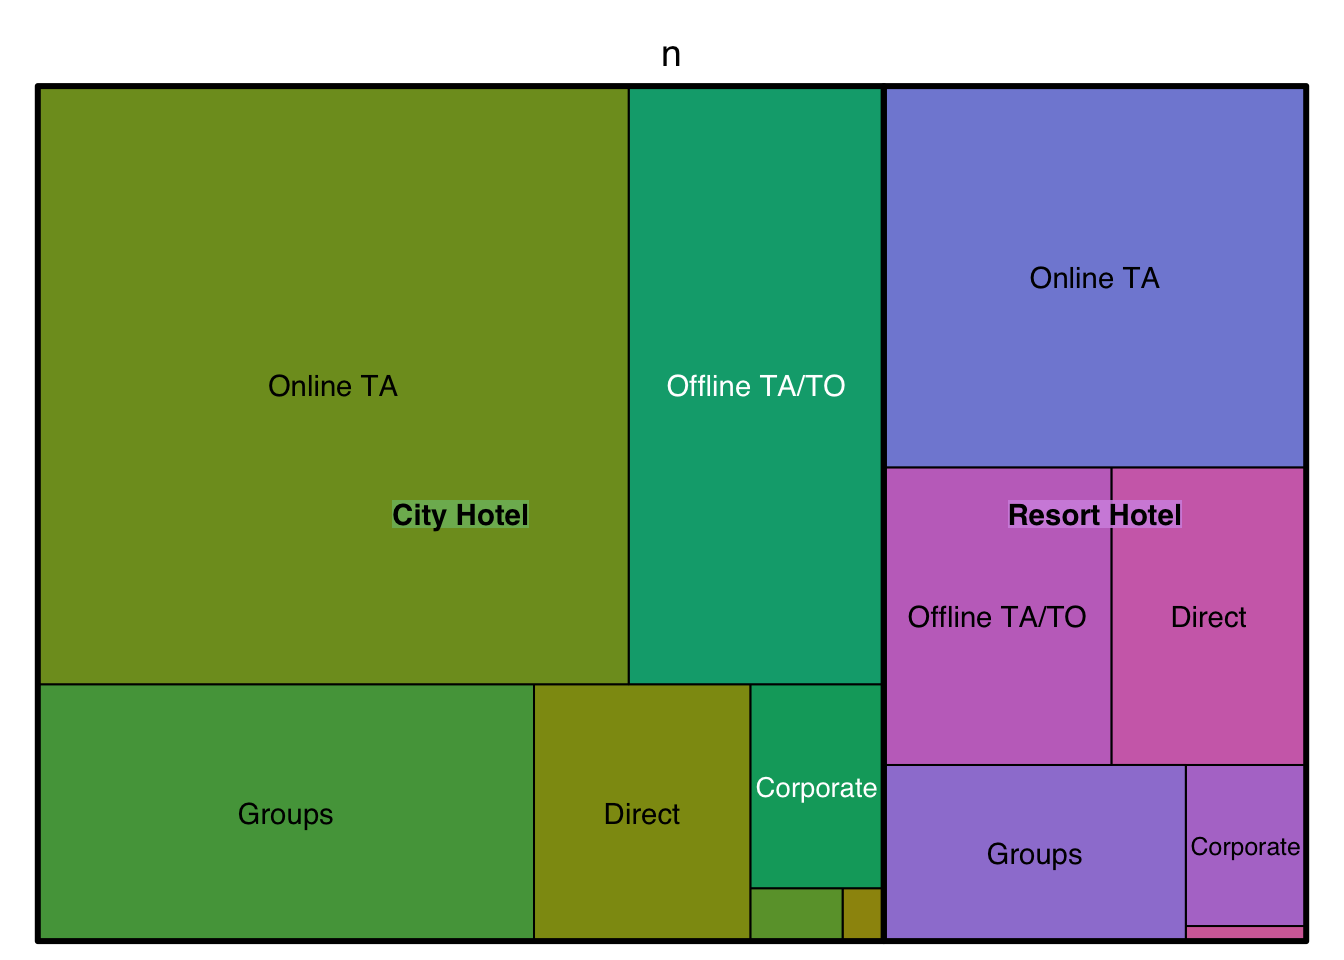 n
Online TA
Offline TA/TO
City Hotel
Groups
Direct
Corporate
Online TA
Resort Hotel
Offline TA/TO
Direct
Groups
Corporate